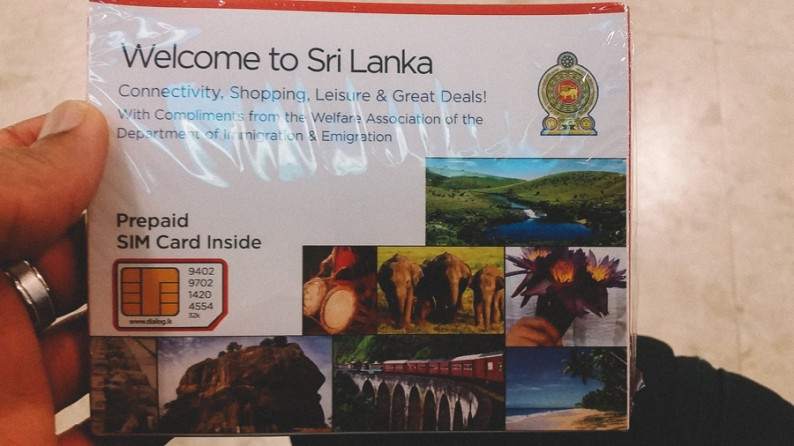 Welcome to Sri Lanka
Connectivity, Shopping, Leisure & Great Deals!
With Compliments from the Welfare Association of the
Department of Immigration & Emigration
Prepaid
SIM Card Inside
9402
9702
1420
4554
32k
www.dialog.lk